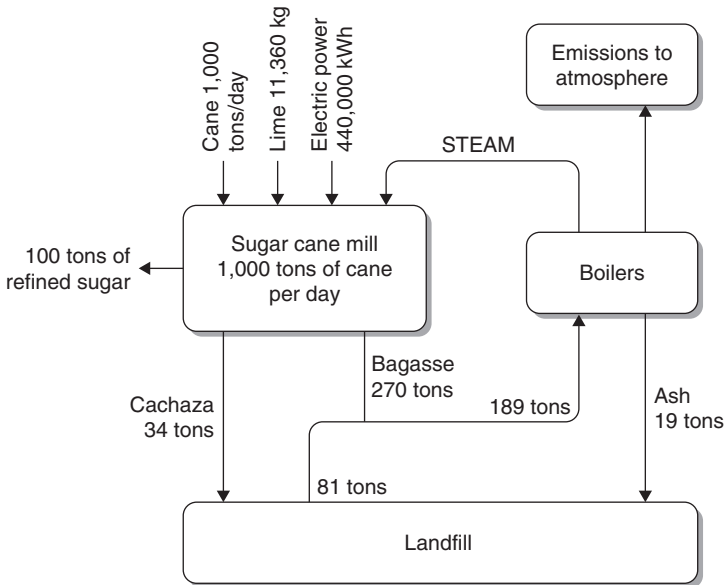 Cane 1,000
tons/day
Lime 11,360 kg
Electric power
440,000 kWh
Emissions to
atmosphere
STEAM
100 tons of
refined sugar
Sugar cane mill
1,000 tons of cane
per day
Boilers
Bagasse
270 tons
Cachaza
34 tons
189 tons
Ash
19 tons
81 tons
Landfill